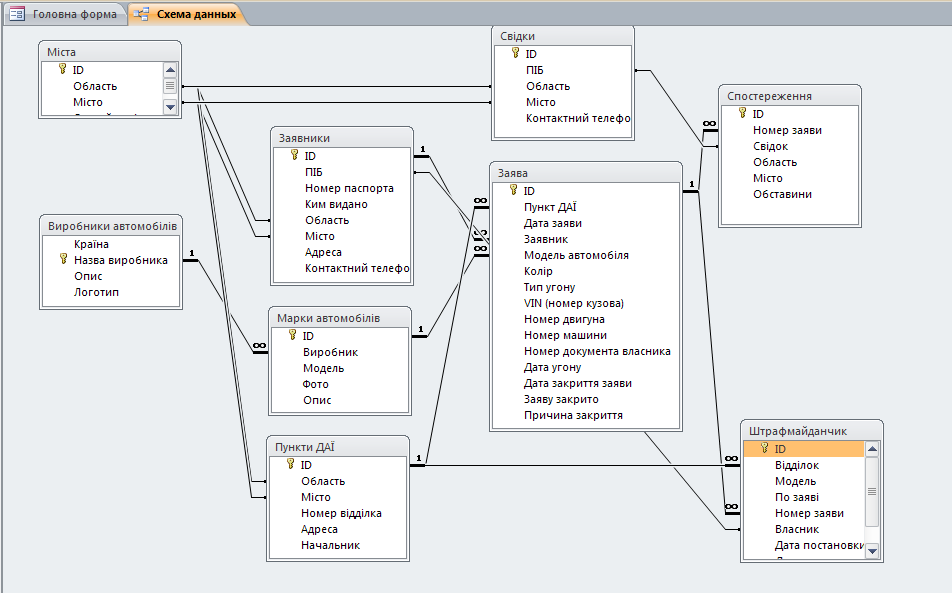 Головна форма
Схема данных
Міста
ID
Область
Місто
Свідки
ID
ПІБ
Область
Місто
Контактний телефо
Спостереження
ID
Номер заяви
Свідок
Область
Місто
Обставини
Заявники
ID
ПІБ
Номер паспорта
Ким видано
Область
Місто
Адреса
Контактний телефо
Заява
ID
Пункт ДАЇ
Дата заяви
Заявник
Модель автомобіля
Колір
Тип угону
VIN (номер кузова)
Номер двигуна
Номер машини
Номер документа власника
Дата угону
Дата закриття заяви
Заяву закрито
Причина закриття
Виробники автомобілів
Країна
Назва виробника
Опис
Логотип
Марки автомобілів
ID
Виробник
Модель
Фото
Опис
Пункти ДАЇ
ID
Область
Місто
Номер відділка
Адреса
Начальник
Штрафмайданчик
ID
Відділок
Модель
По заяві
Номер заяви
Власник
Дата постановки
1
∞
1
∞
1
∞
1
∞
1
∞
∞
∞